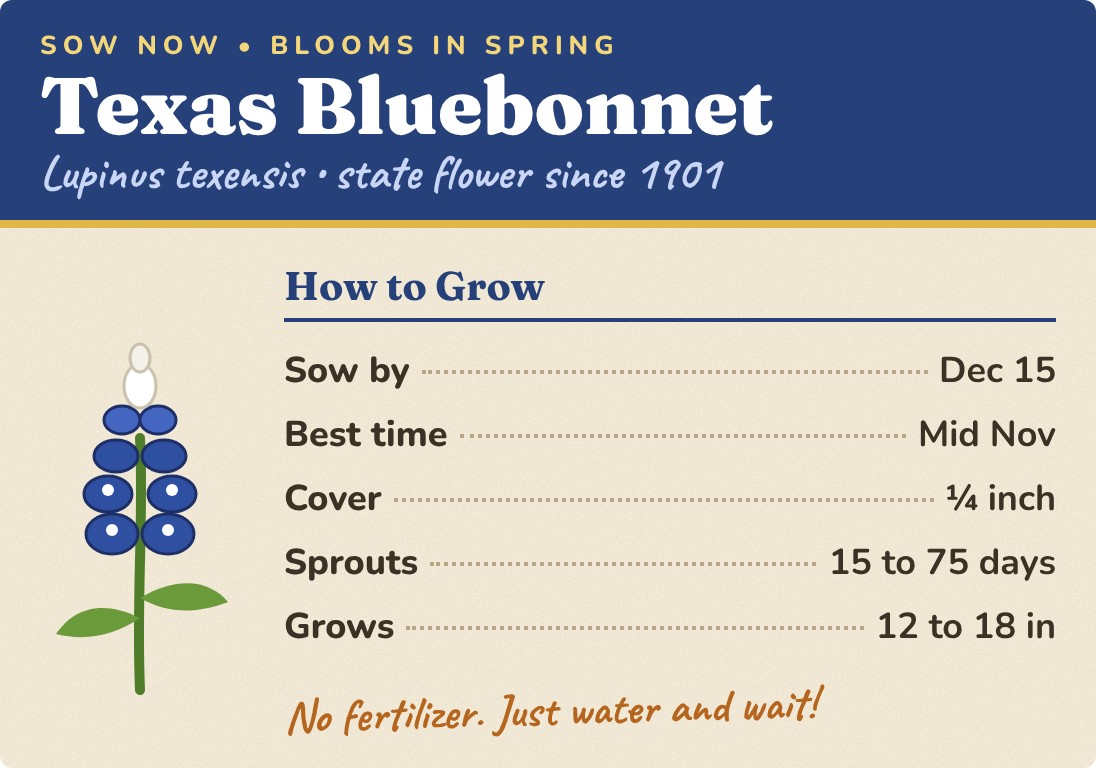 SOW NOW • BLOOMS IN SPRING
Texas Bluebonnet
Lupinus texensis · state flower since 1901
How to Grow
Sow by Dec 15
Best time Mid Nov
Cover ¼ inch
Sprouts 15 to 75 days
Grows 12 to 18 in
No fertilizer. Just water and wait!